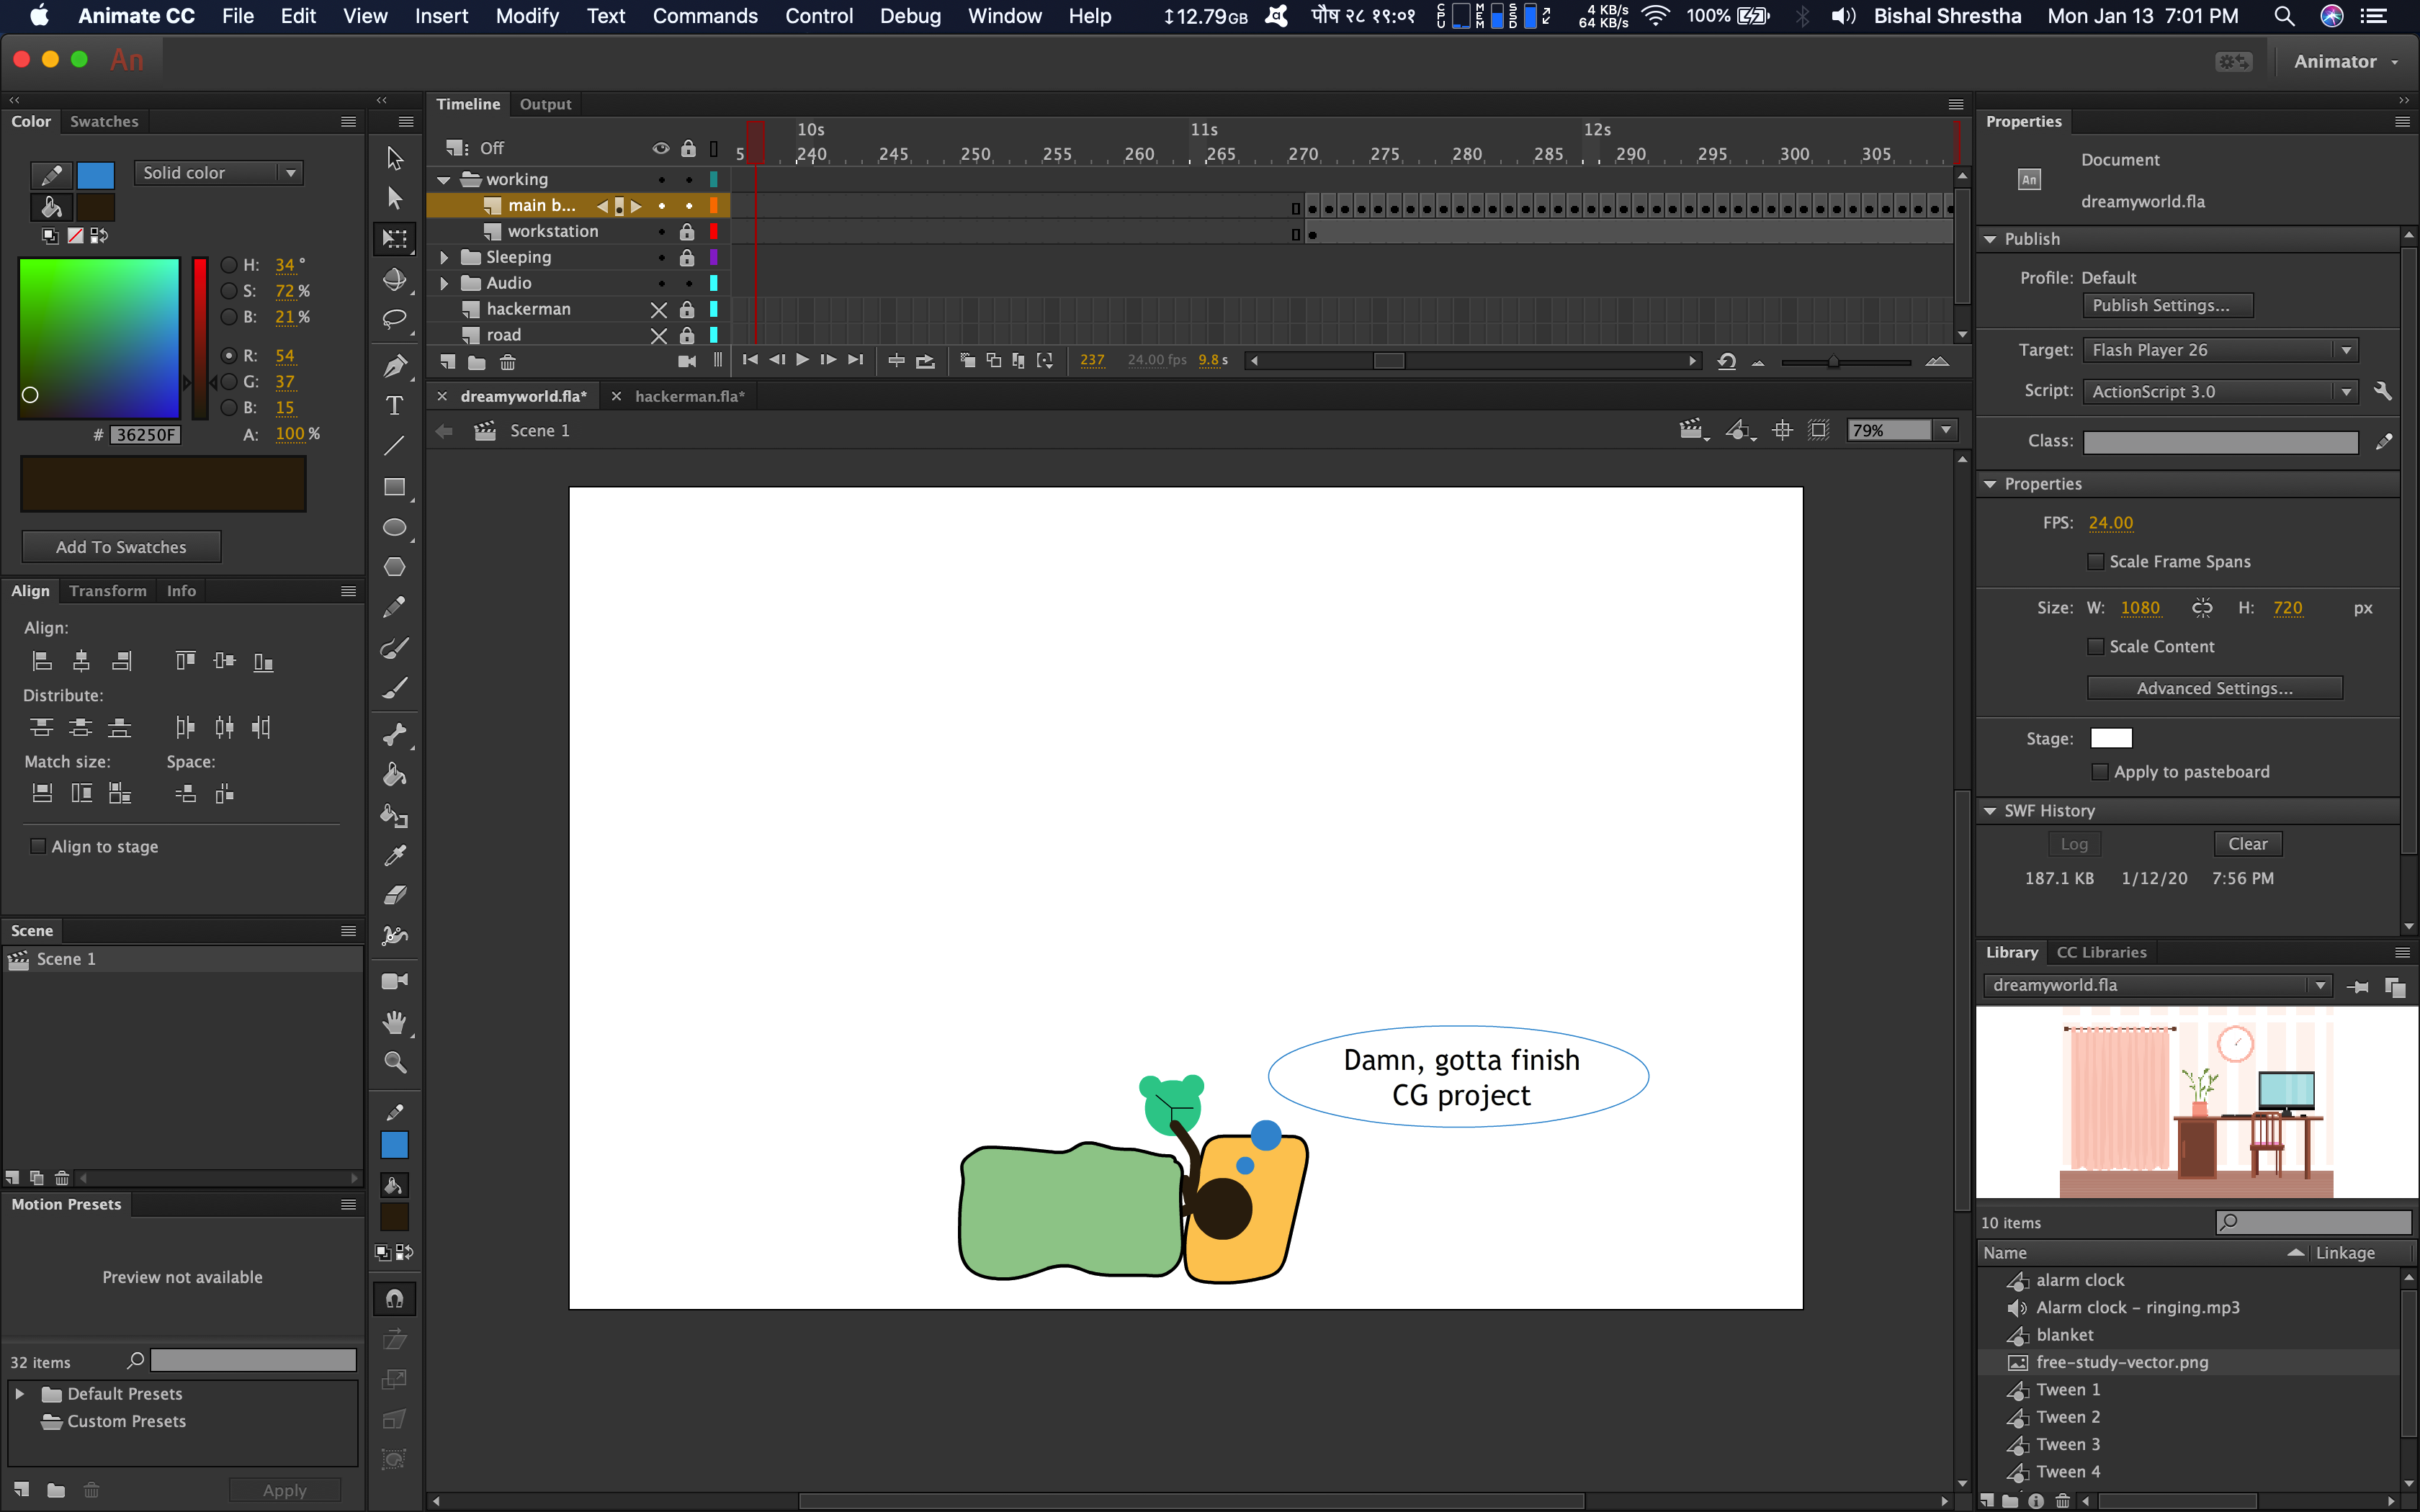 Animate CC File Edit View Insert Modify Text Commands Control Debug Window Help ↕12.79GB पौष २८ १९:०१ CPU MEM SSD 4 KB/s 64 KB/s 100% Bishal Shrestha Mon Jan 13 7:01 PM
An Animator
Color Swatches
Solid color
H: 34 °
S: 72 %
B: 21 %
R: 54
G: 37
B: 15
# 36250F A: 100 %
Add To Swatches
Align Transform Info
Align:
Distribute:
Match size: Space:
Align to stage
Scene
Scene 1
Motion Presets
Preview not available
32 items
Default Presets
Custom Presets
Apply
Timeline Output
10s 11s 12s
Off 5 240 245 250 255 260 265 270 275 280 285 290 295 300 305
working
main b...
workstation
Sleeping
Audio
hackerman
road
237 24.00 fps 9.8 s
dreamyworld.fla* hackerman.fla*
Scene 1 79%
Damn, gotta finish
CG project
Properties
Document
An
dreamyworld.fla
Publish
Profile: Default
Publish Settings...
Target: Flash Player 26
Script: ActionScript 3.0
Class:
Properties
FPS: 24.00
Scale Frame Spans
Size: W: 1080 H: 720 px
Scale Content
Advanced Settings...
Stage:
Apply to pasteboard
SWF History
Log Clear
187.1 KB 1/12/20 7:56 PM
Library CC Libraries
dreamyworld.fla
10 items
Name Linkage
alarm clock
Alarm clock – ringing.mp3
blanket
free-study-vector.png
Tween 1
Tween 2
Tween 3
Tween 4